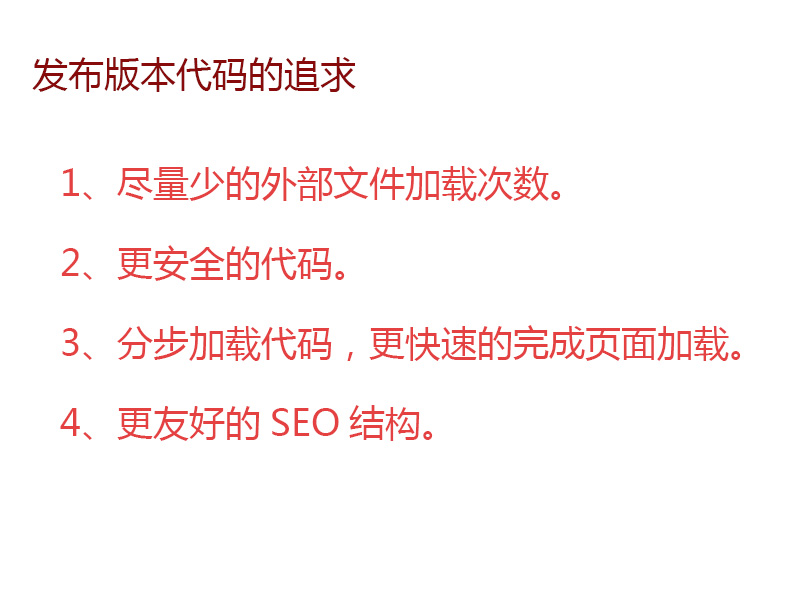 发布版本代码的追求
1、尽量少的外部文件加载次数。
2、更安全的代码。
3、分步加载代码，更快速的完成页面加载。
4、更友好的 SEO 结构。